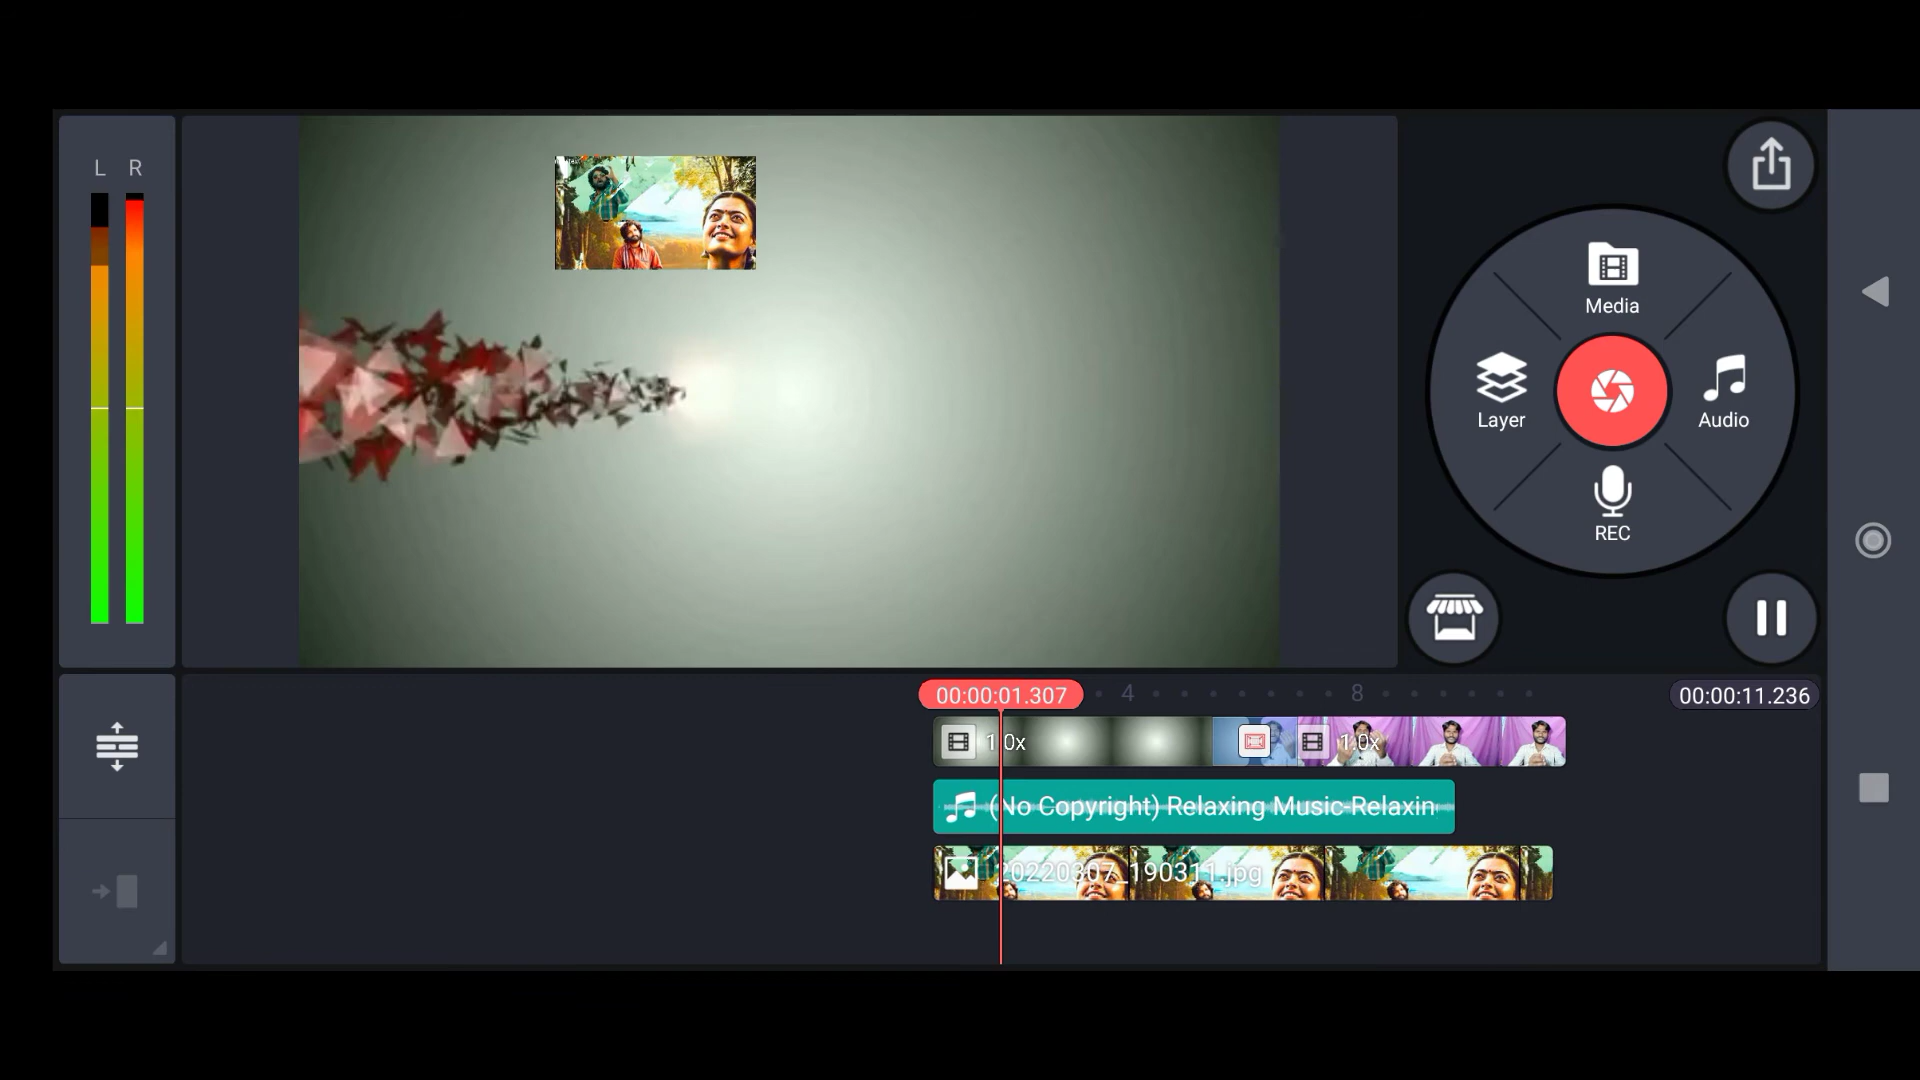 L R
Media
Layer
Audio
REC
00:00:01.307
4
8
00:00:11.236
1.0x
1.0x
(No Copyright) Relaxing Music-Relaxin
20220307_190311.jpg